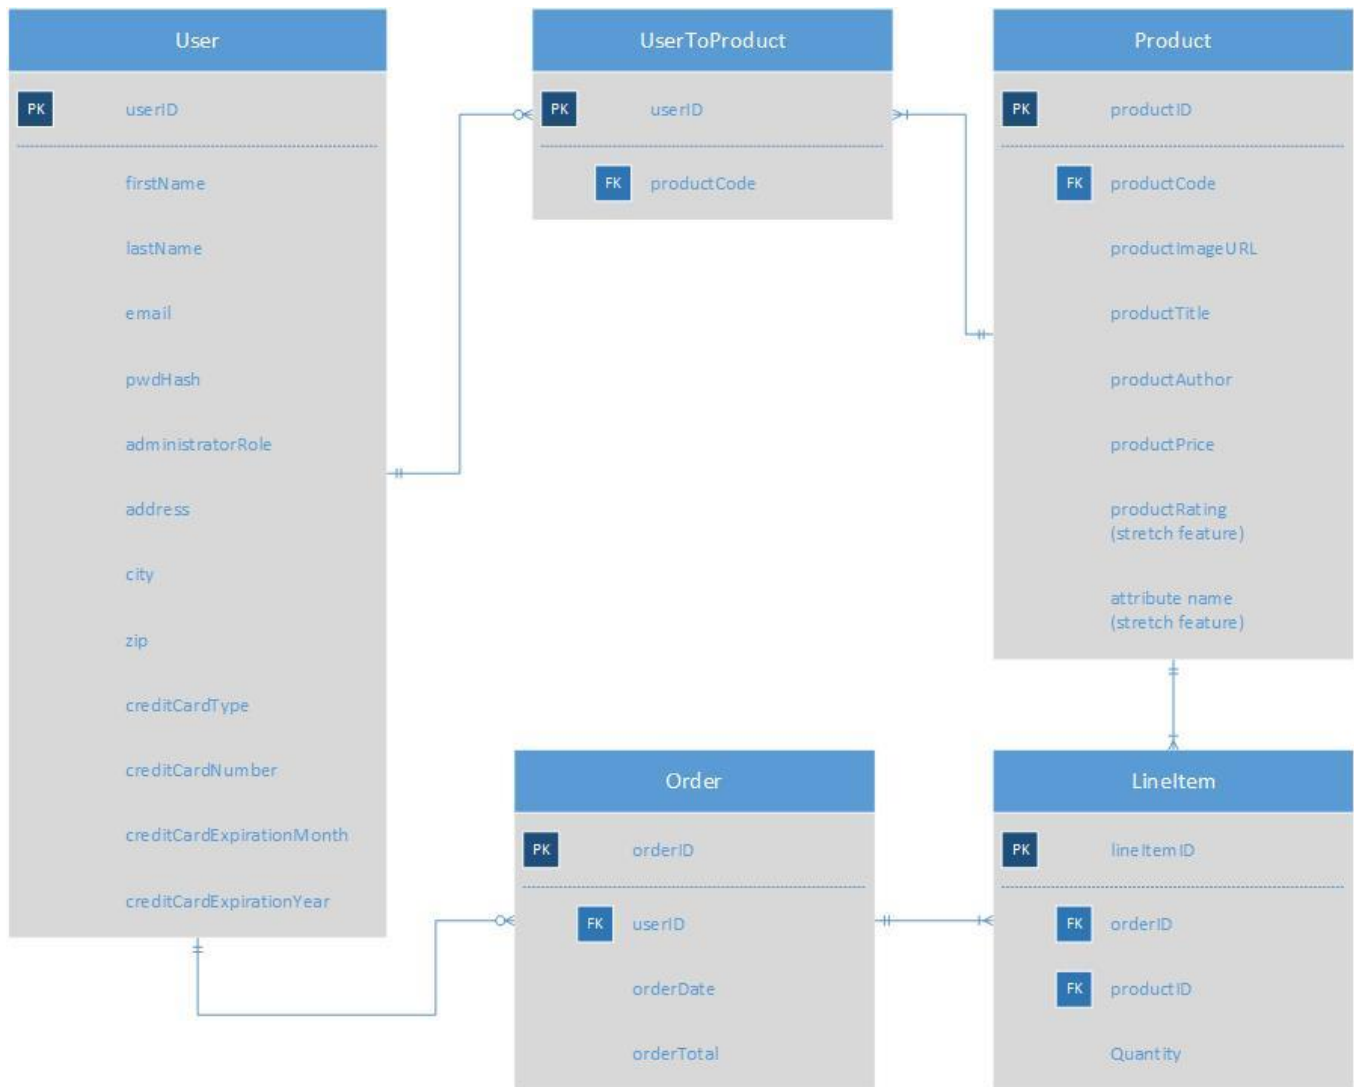 User
PK userID
firstName
lastName
email
pwdHash
administratorRole
address
city
zip
creditCardType
creditCardNumber
creditCardExpirationMonth
creditCardExpirationYear
UserToProduct
PK userID
FK productCode
Product
PK productID
FK productCode
productImageURL
productTitle
productAuthor
productPrice
productRating
(stretch feature)
attribute name
(stretch feature)
Order
PK orderID
FK userID
orderDate
orderTotal
LineItem
PK lineItemID
FK orderID
FK productID
Quantity